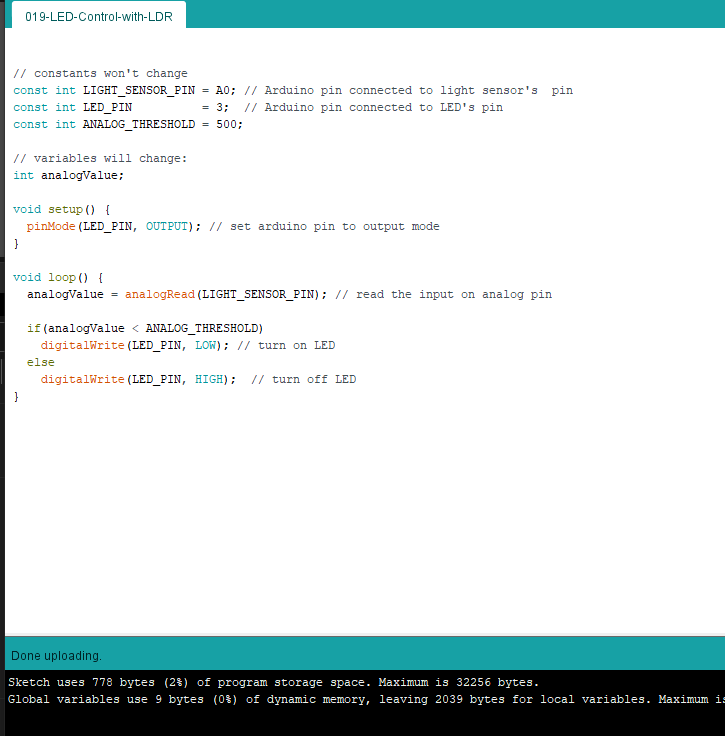 019-LED-Control-with-LDR
// constants won't change
const int LIGHT_SENSOR_PIN = A0; // Arduino pin connected to light sensor's  pin
const int LED_PIN          = 3;  // Arduino pin connected to LED's pin
const int ANALOG_THRESHOLD = 500;
// variables will change:
int analogValue;
void setup() {
  pinMode(LED_PIN, OUTPUT); // set arduino pin to output mode
}
void loop() {
  analogValue = analogRead(LIGHT_SENSOR_PIN); // read the input on analog pin
  if(analogValue < ANALOG_THRESHOLD)
    digitalWrite(LED_PIN, LOW); // turn on LED
  else
    digitalWrite(LED_PIN, HIGH);  // turn off LED
}
Done uploading.
Sketch uses 778 bytes (2%) of program storage space. Maximum is 32256 bytes.
Global variables use 9 bytes (0%) of dynamic memory, leaving 2039 bytes for local variables. Maximum is